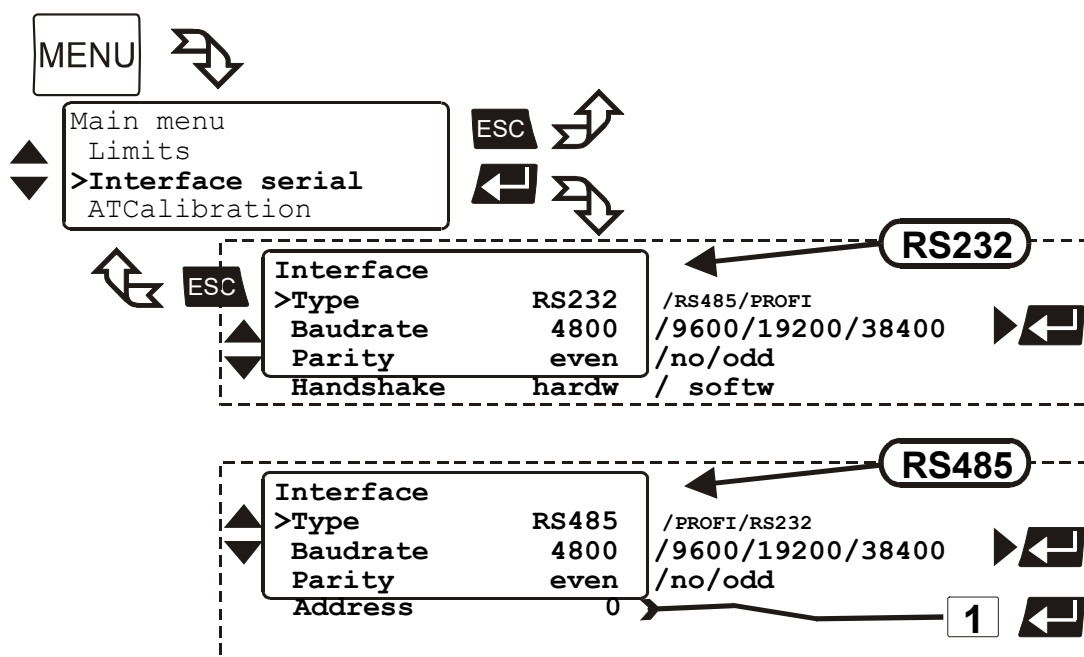 MENU
Main menu
Limits
>Interface serial
ATCalibration
ESC
RS232
ESC
Interface
>Type RS232 /RS485/PROFI
Baudrate 4800 /9600/19200/38400
Parity even /no/odd
Handshake hardw / softw
RS485
Interface
>Type RS485 /PROFI/RS232
Baudrate 4800 /9600/19200/38400
Parity even /no/odd
Address 0
1